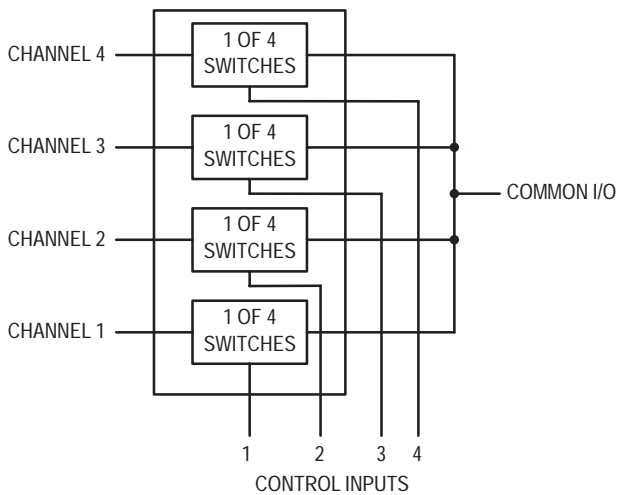 CHANNEL 4
1 OF 4
SWITCHES
CHANNEL 3
1 OF 4
SWITCHES
COMMON I/O
CHANNEL 2
1 OF 4
SWITCHES
CHANNEL 1
1 OF 4
SWITCHES
1 2 3 4
CONTROL INPUTS